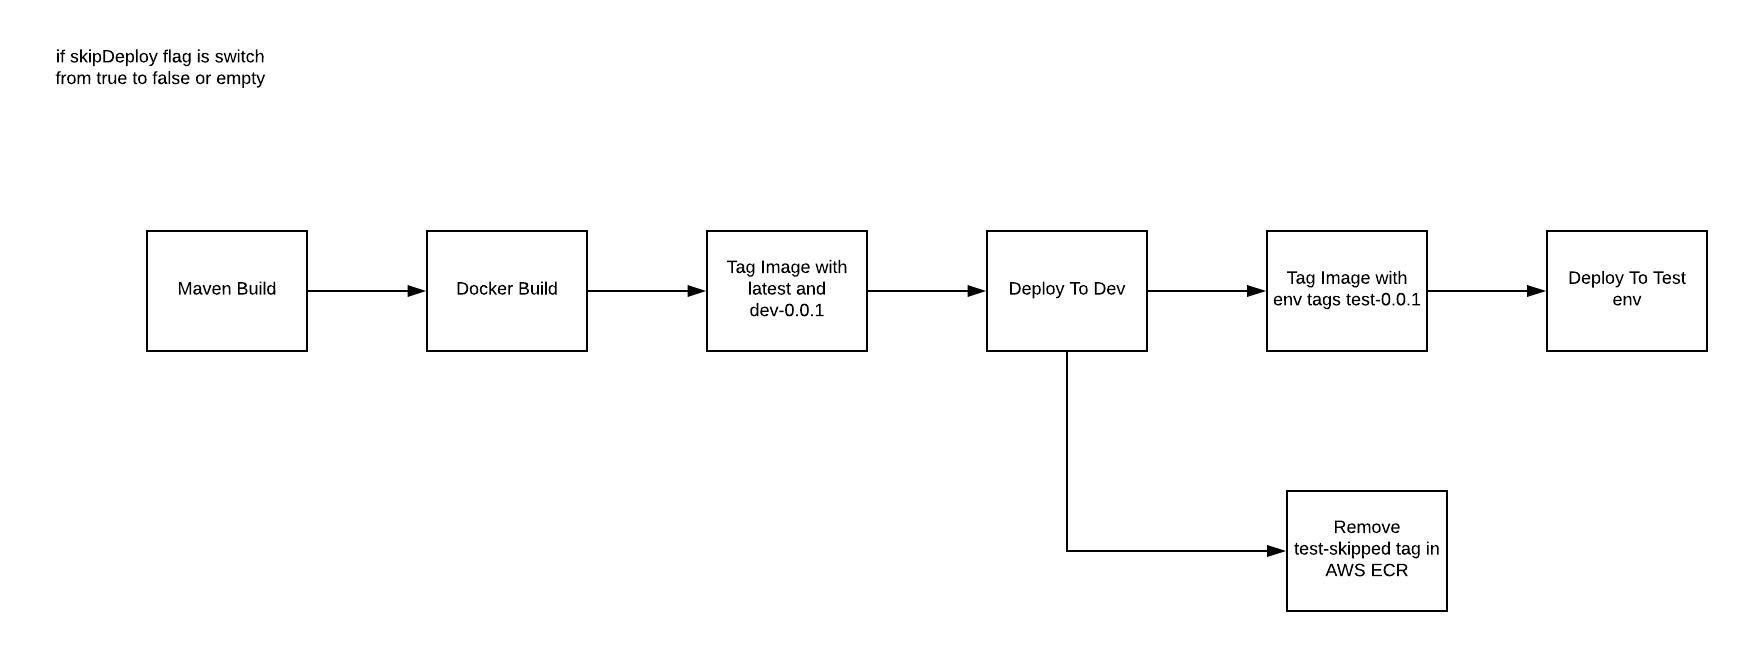 if skipDeploy flag is switch
from true to false or empty
Maven Build
Docker Build
Tag Image with
latest and
dev-0.0.1
Deploy To Dev
Tag Image with
env tags test-0.0.1
Deploy To Test
env
Remove
test-skipped tag in
AWS ECR